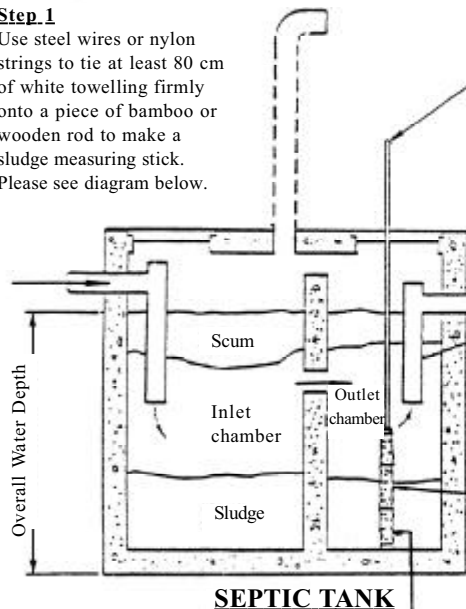 Step 1
Use steel wires or nylon
strings to tie at least 80 cm
of white towelling firmly
onto a piece of bamboo or
wooden rod to make a
sludge measuring stick.
Please see diagram below.
Scum
Outlet
chamber
Inlet
chamber
Overall Water Depth
Sludge
SEPTIC TANK